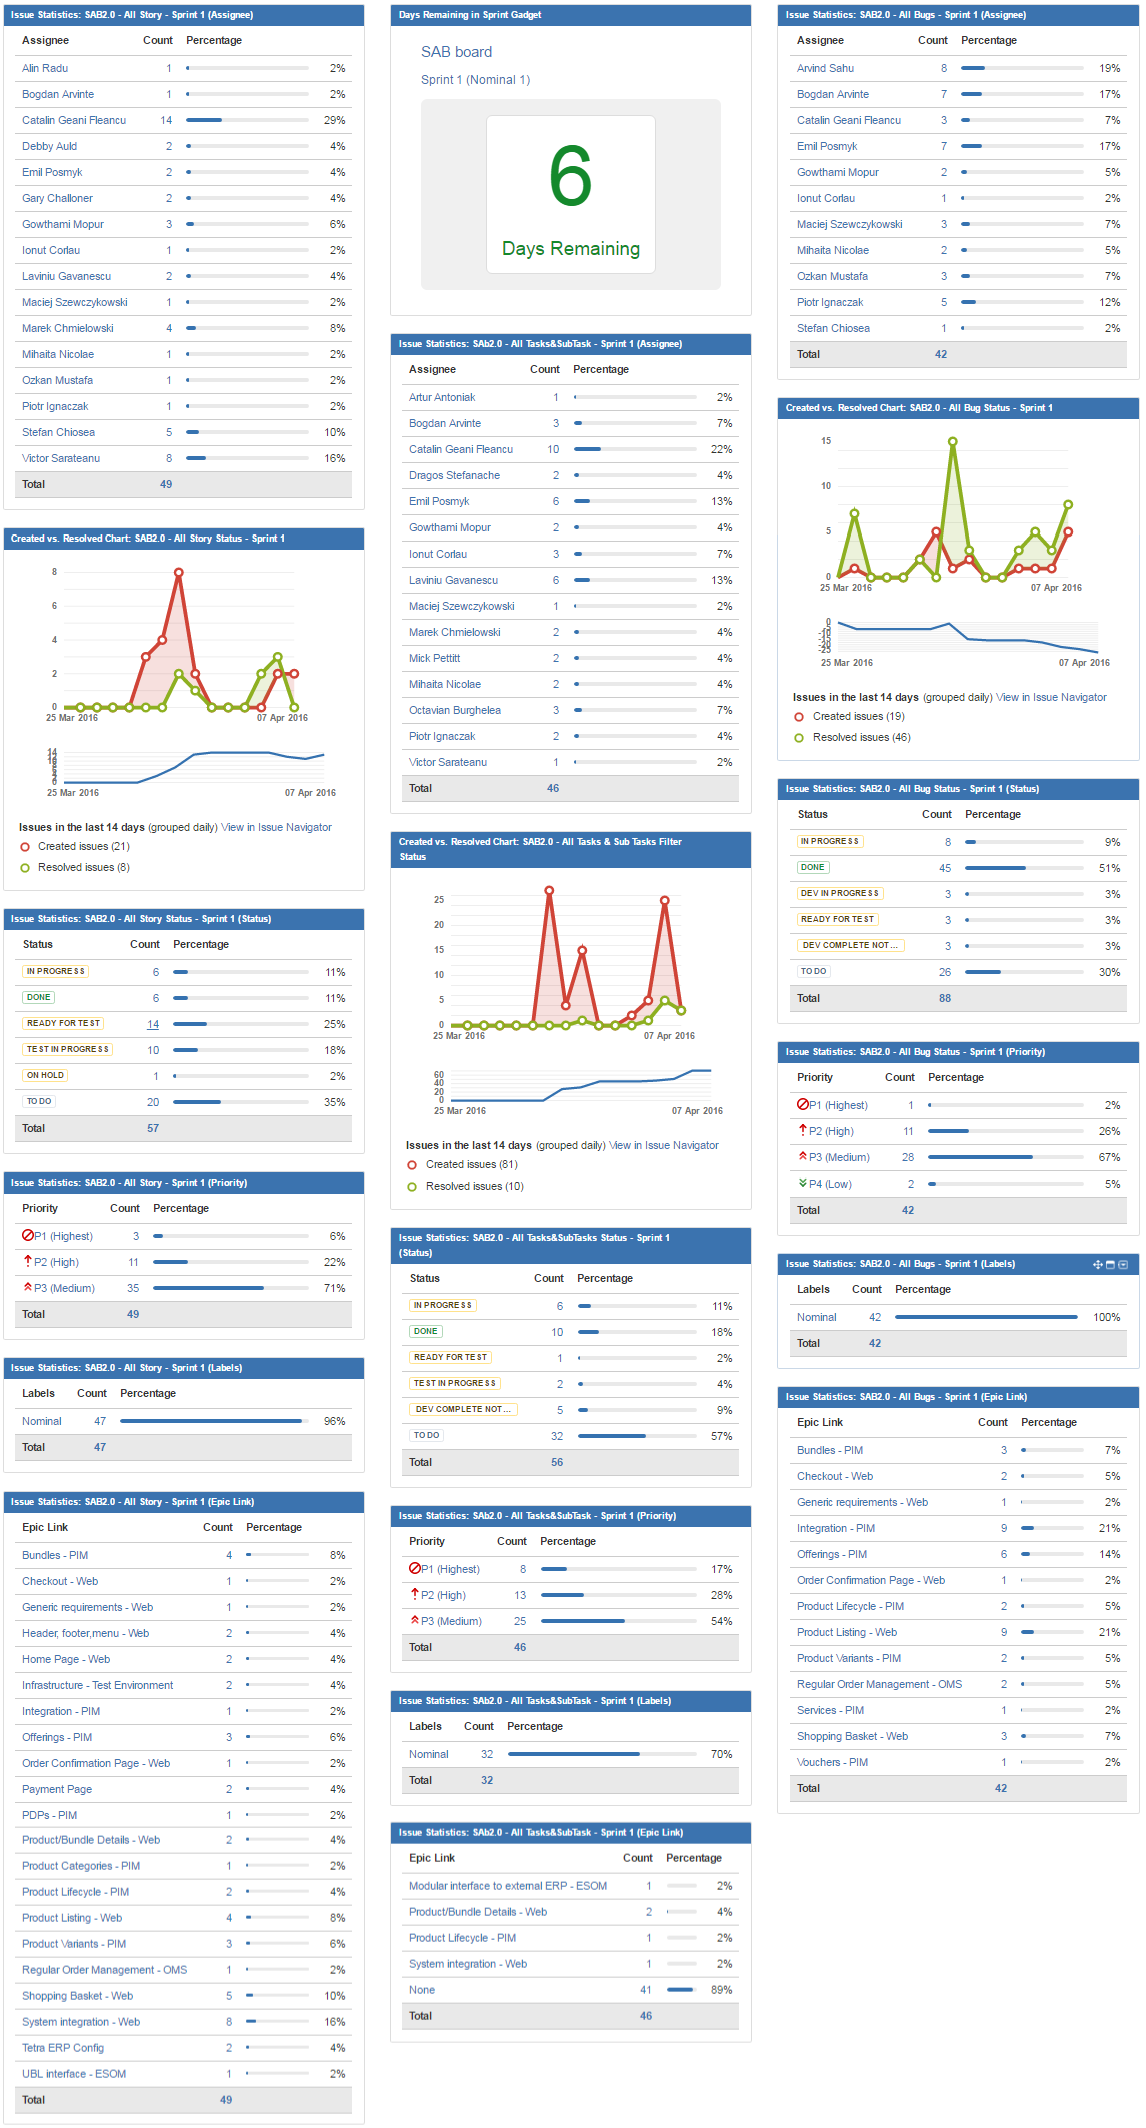 Issue Statistics: SAB2.0 - All Story - Sprint 1 (Assignee)
Assignee Count Percentage
Alin Radu 1 2%
Bogdan Arvinte 1 2%
Catalin Geani Fleancu 14 29%
Debby Auld 2 4%
Emil Posmyk 2 4%
Gary Challoner 2 4%
Gowthami Mopur 3 6%
Ionut Corlau 1 2%
Laviniu Gavanescu 2 4%
Maciej Szewczykowski 1 2%
Marek Chmielowski 4 8%
Mihaita Nicolae 1 2%
Ozkan Mustafa 1 2%
Piotr Ignaczak 1 2%
Stefan Chiosea 5 10%
Victor Sarateanu 8 16%
Total 49
Created vs. Resolved Chart: SAB2.0 - All Story Status - Sprint 1
8
6
4
2
0
25 Mar 2016 07 Apr 2016
14
0
25 Mar 2016 07 Apr 2016
Issues in the last 14 days (grouped daily) View in Issue Navigator
Created issues (21)
Resolved issues (8)
Issue Statistics: SAB2.0 - All Story Status - Sprint 1 (Status)
Status Count Percentage
IN PROGRESS 6 11%
DONE 6 11%
READY FOR TEST 14 25%
TEST IN PROGRESS 10 18%
ON HOLD 1 2%
TO DO 20 35%
Total 57
Issue Statistics: SAB2.0 - All Story - Sprint 1 (Priority)
Priority Count Percentage
P1 (Highest) 3 6%
P2 (High) 11 22%
P3 (Medium) 35 71%
Total 49
Issue Statistics: SAB2.0 - All Story - Sprint 1 (Labels)
Labels Count Percentage
Nominal 47 96%
Total 47
Issue Statistics: SAB2.0 - All Story - Sprint 1 (Epic Link)
Epic Link Count Percentage
Bundles - PIM 4 8%
Checkout - Web 1 2%
Generic requirements - Web 1 2%
Header, footer,menu - Web 2 4%
Home Page - Web 2 4%
Infrastructure - Test Environment 2 4%
Integration - PIM 1 2%
Offerings - PIM 3 6%
Order Confirmation Page - Web 1 2%
Payment Page 2 4%
PDPs - PIM 1 2%
Product/Bundle Details - Web 2 4%
Product Categories - PIM 1 2%
Product Lifecycle - PIM 2 4%
Product Listing - Web 4 8%
Product Variants - PIM 3 6%
Regular Order Management - OMS 1 2%
Shopping Basket - Web 5 10%
System integration - Web 8 16%
Tetra ERP Config 2 4%
UBL interface - ESOM 1 2%
Total 49
Days Remaining in Sprint Gadget
SAB board
Sprint 1 (Nominal 1)
6
Days Remaining
Issue Statistics: SAb2.0 - All Tasks&SubTask - Sprint 1 (Assignee)
Assignee Count Percentage
Artur Antoniak 1 2%
Bogdan Arvinte 3 7%
Catalin Geani Fleancu 10 22%
Dragos Stefanache 2 4%
Emil Posmyk 6 13%
Gowthami Mopur 2 4%
Ionut Corlau 3 7%
Laviniu Gavanescu 6 13%
Maciej Szewczykowski 1 2%
Marek Chmielowski 2 4%
Mick Pettitt 2 4%
Mihaita Nicolae 2 4%
Octavian Burghelea 3 7%
Piotr Ignaczak 2 4%
Victor Sarateanu 1 2%
Total 46
Created vs. Resolved Chart: SAB2.0 - All Tasks & Sub Tasks Filter
Status
25
20
15
10
5
0
25 Mar 2016 07 Apr 2016
60
40
20
0
25 Mar 2016 07 Apr 2016
Issues in the last 14 days (grouped daily) View in Issue Navigator
Created issues (81)
Resolved issues (10)
Issue Statistics: SAB2.0 - All Tasks&SubTasks Status - Sprint 1
(Status)
Status Count Percentage
IN PROGRESS 6 11%
DONE 10 18%
READY FOR TEST 1 2%
TEST IN PROGRESS 2 4%
DEV COMPLETE NOT... 5 9%
TO DO 32 57%
Total 56
Issue Statistics: SAb2.0 - All Tasks&SubTask - Sprint 1 (Priority)
Priority Count Percentage
P1 (Highest) 8 17%
P2 (High) 13 28%
P3 (Medium) 25 54%
Total 46
Issue Statistics: SAb2.0 - All Tasks&SubTask - Sprint 1 (Labels)
Labels Count Percentage
Nominal 32 70%
Total 32
Issue Statistics: SAb2.0 - All Tasks&SubTask - Sprint 1 (Epic Link)
Epic Link Count Percentage
Modular interface to external ERP - ESOM 1 2%
Product/Bundle Details - Web 2 4%
Product Lifecycle - PIM 1 2%
System integration - Web 1 2%
None 41 89%
Total 46
Issue Statistics: SAB2.0 - All Bugs - Sprint 1 (Assignee)
Assignee Count Percentage
Arvind Sahu 8 19%
Bogdan Arvinte 7 17%
Catalin Geani Fleancu 3 7%
Emil Posmyk 7 17%
Gowthami Mopur 2 5%
Ionut Corlau 1 2%
Maciej Szewczykowski 3 7%
Mihaita Nicolae 2 5%
Ozkan Mustafa 3 7%
Piotr Ignaczak 5 12%
Stefan Chiosea 1 2%
Total 42
Created vs. Resolved Chart: SAB2.0 - All Bug Status - Sprint 1
15
10
5
0
25 Mar 2016 07 Apr 2016
0
-5
-10
-15
-20
-25
25 Mar 2016 07 Apr 2016
Issues in the last 14 days (grouped daily) View in Issue Navigator
Created issues (19)
Resolved issues (46)
Issue Statistics: SAB2.0 - All Bug Status - Sprint 1 (Status)
Status Count Percentage
IN PROGRESS 8 9%
DONE 45 51%
DEV IN PROGRESS 3 3%
READY FOR TEST 3 3%
DEV COMPLETE NOT... 3 3%
TO DO 26 30%
Total 88
Issue Statistics: SAB2.0 - All Bug Status - Sprint 1 (Priority)
Priority Count Percentage
P1 (Highest) 1 2%
P2 (High) 11 26%
P3 (Medium) 28 67%
P4 (Low) 2 5%
Total 42
Issue Statistics: SAB2.0 - All Bugs - Sprint 1 (Labels)
Labels Count Percentage
Nominal 42 100%
Total 42
Issue Statistics: SAB2.0 - All Bugs - Sprint 1 (Epic Link)
Epic Link Count Percentage
Bundles - PIM 3 7%
Checkout - Web 2 5%
Generic requirements - Web 1 2%
Integration - PIM 9 21%
Offerings - PIM 6 14%
Order Confirmation Page - Web 1 2%
Product Lifecycle - PIM 2 5%
Product Listing - Web 9 21%
Product Variants - PIM 2 5%
Regular Order Management - OMS 2 5%
Services - PIM 1 2%
Shopping Basket - Web 3 7%
Vouchers - PIM 1 2%
Total 42